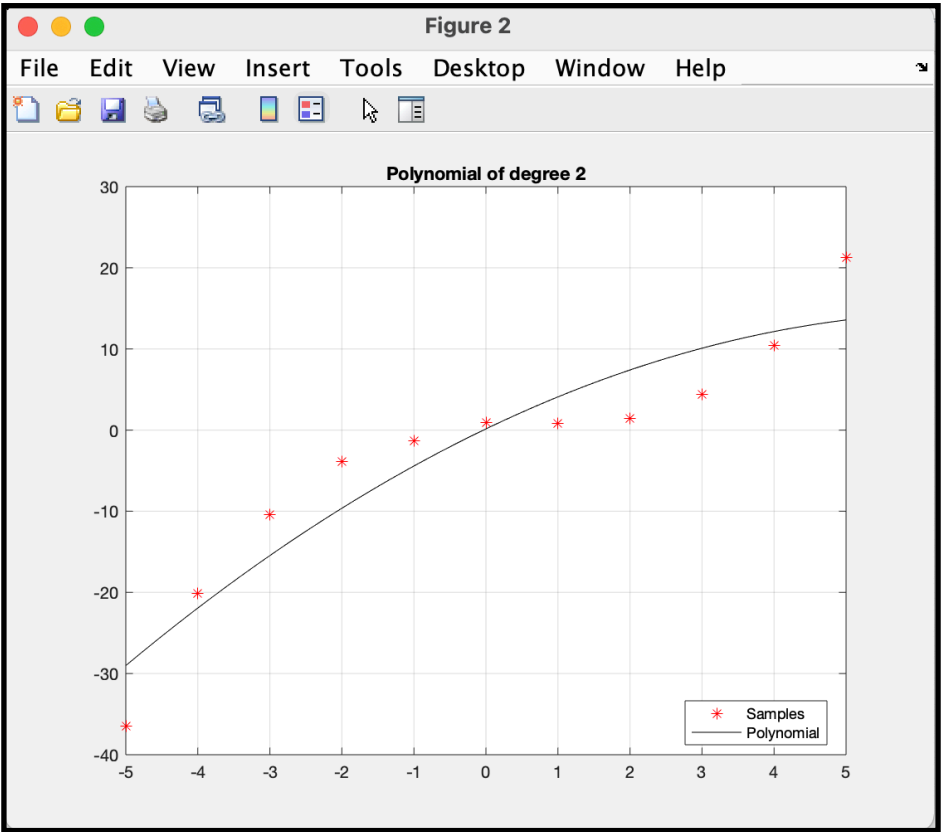 Figure 2
File Edit View Insert Tools Desktop Window Help
Polynomial of degree 2
30
20
10
0
-10
-20
-30
-40
-5 -4 -3 -2 -1 0 1 2 3 4 5
Samples
Polynomial